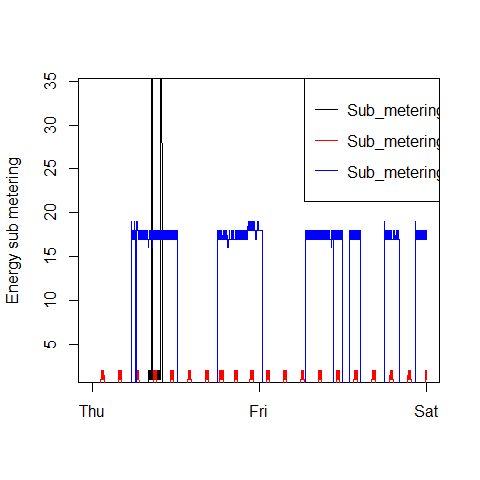 35
30
25
20
15
10
5
Energy sub metering
Sub_metering
Sub_metering
Sub_metering
Thu Fri Sat